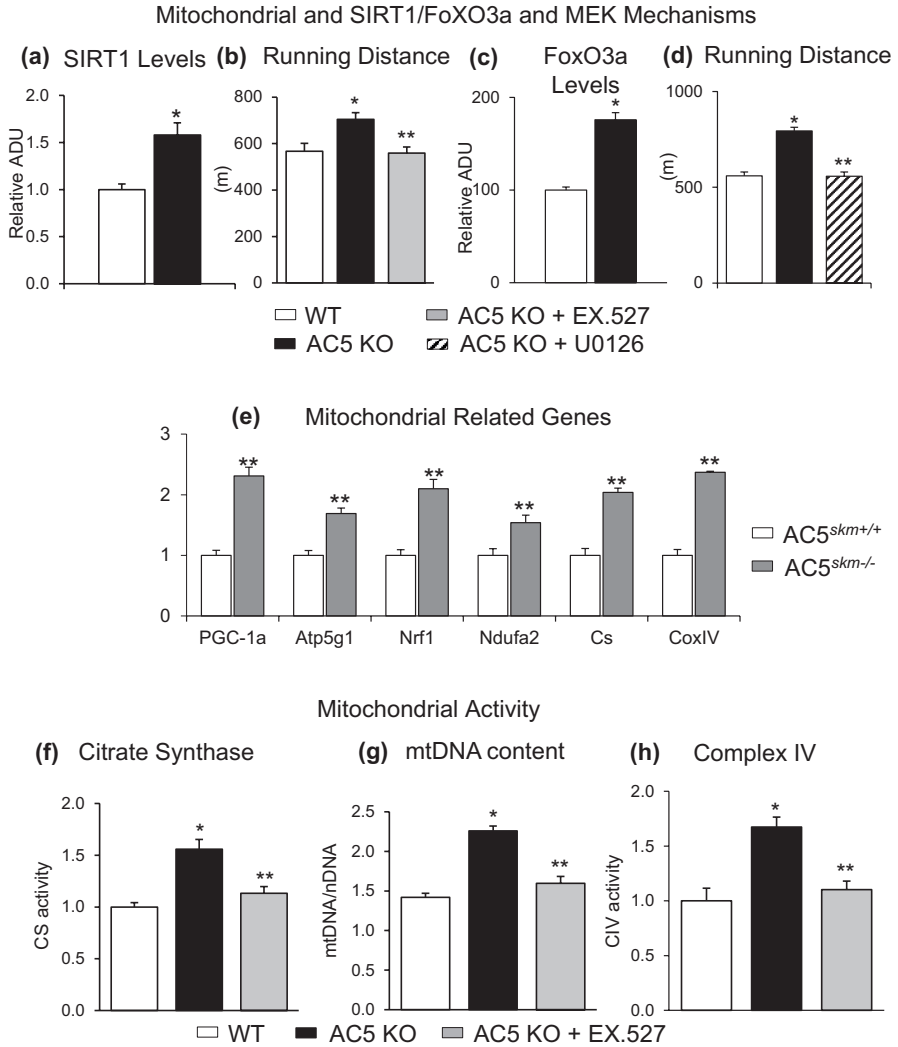 Mitochondrial and SIRT1/FoXO3a and MEK Mechanisms
(a) SIRT1 Levels
Relative ADU
2.0
1.5
1.0
0.5
0.0
*
(b) Running Distance
(m)
800
600
400
200
0
*
**
(c) FoxO3a
Levels
Relative ADU
200
100
0
*
(d) Running Distance
(m)
1000
500
0
*
**
WT
AC5 KO + EX.527
AC5 KO
AC5 KO + U0126
(e) Mitochondrial Related Genes
3
2
1
0
** ** ** ** ** **
PGC-1a Atp5g1 Nrf1 Ndufa2 Cs CoxIV
AC5skm+/+
AC5skm-/-
Mitochondrial Activity
(f) Citrate Synthase
CS activity
2.0
1.5
1.0
0.5
0.0
*
**
(g) mtDNA content
mtDNA/nDNA
2.5
2.0
1.5
1.0
0.5
0.0
*
**
(h) Complex IV
CIV activity
2.0
1.5
1.0
0.5
0.0
*
**
WT AC5 KO AC5 KO + EX.527